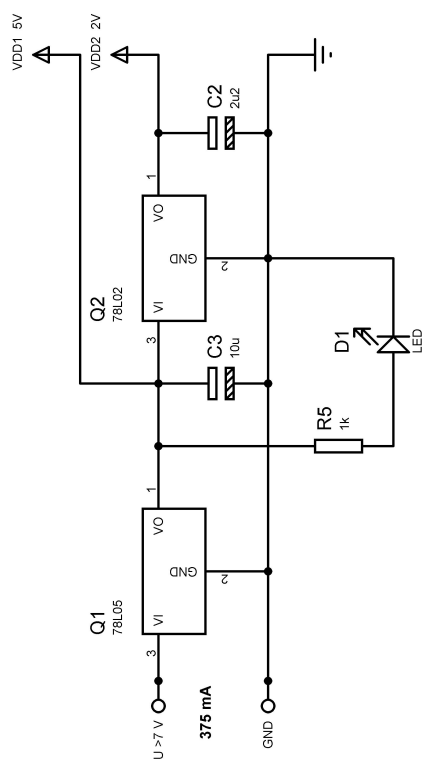 VDD1 5V
VDD2 2V
Q1
78L05
Q2
78L02
3
VI
VO
1
GND
2
3
VI
VO
1
GND
2
U >7 V
375 mA
GND
C3
10u
C2
2u2
R5
1k
D1
LED